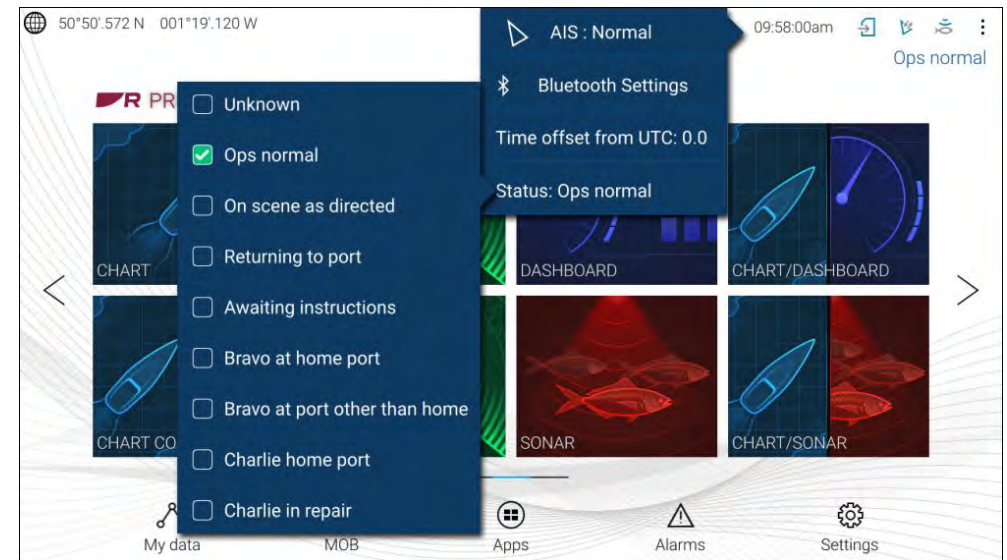 50°50'.572 N 001°19'.120 W
AIS : Normal
09:58:00am
Ops normal
Bluetooth Settings
Time offset from UTC: 0.0
Status: Ops normal
R PR
Unknown
Ops normal
On scene as directed
Returning to port
Awaiting instructions
Bravo at home port
Bravo at port other than home
Charlie home port
Charlie in repair
CHART
DASHBOARD
CHART/DASHBOARD
CHART CO
SONAR
CHART/SONAR
My data
MOB
Apps
Alarms
Settings